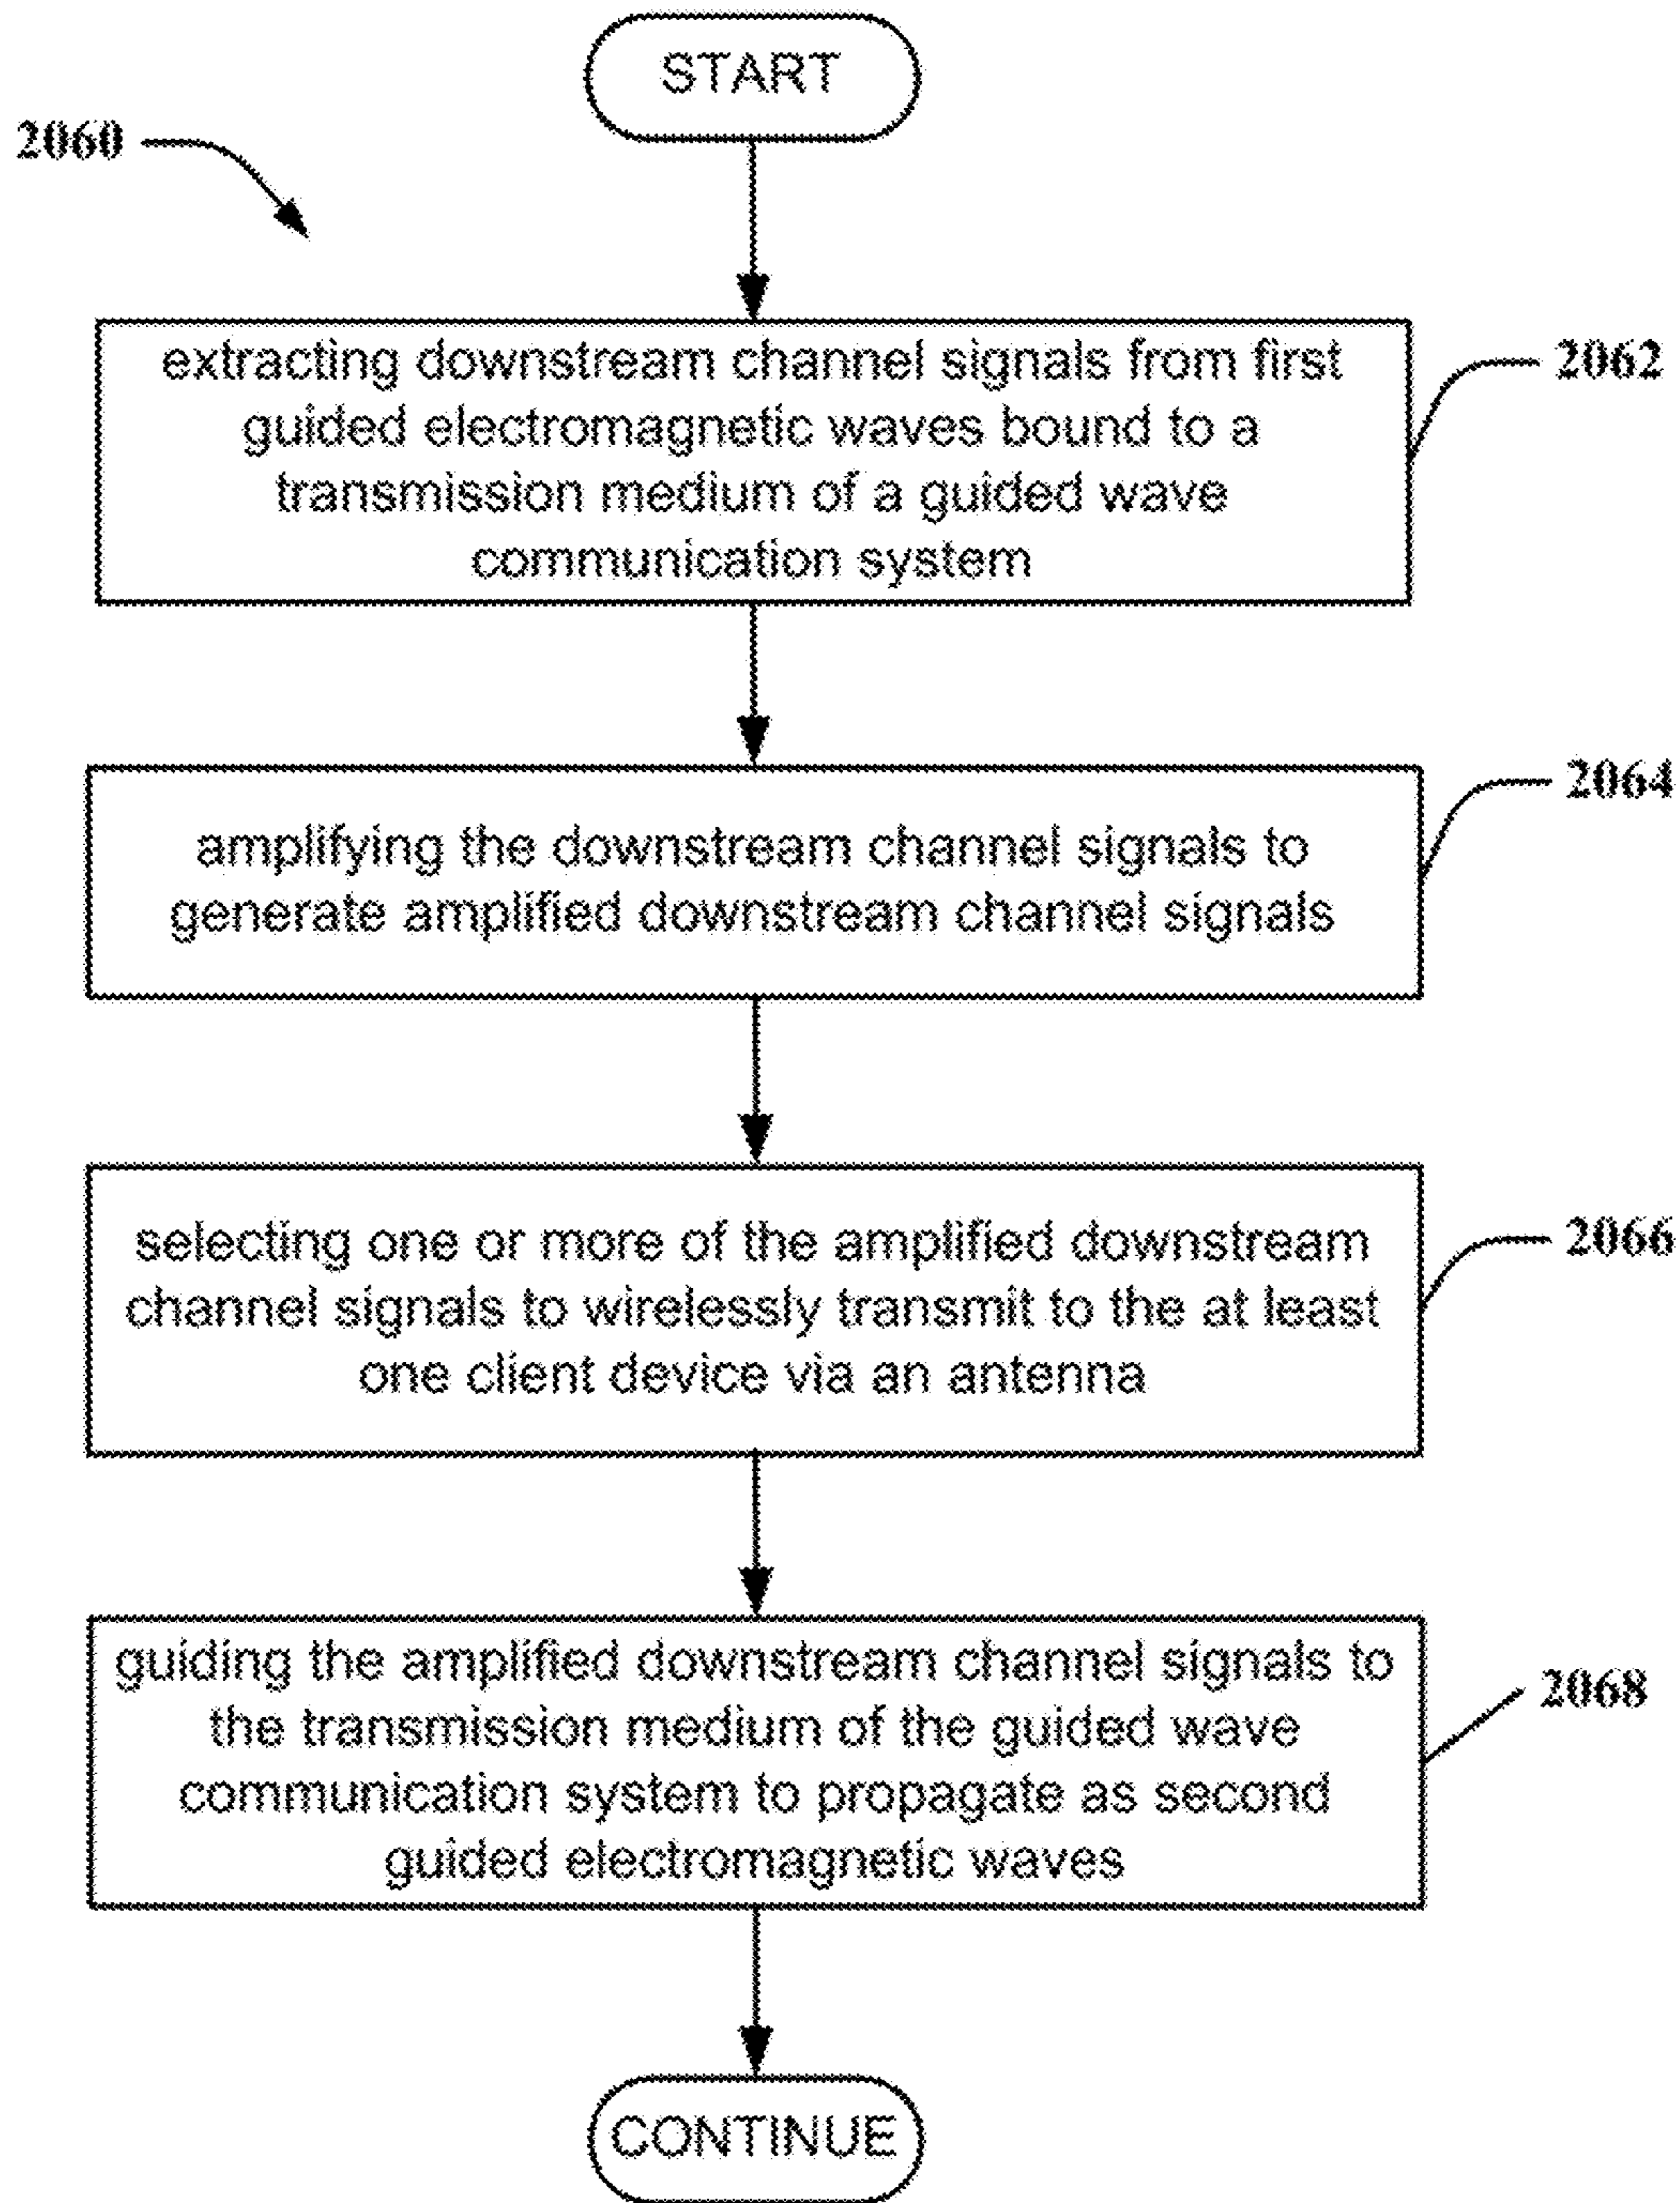 START
2060
extracting downstream channel signals from first
guided electromagnetic waves bound to a
transmission medium of a guided wave
communication system
2062
amplifying the downstream channel signals to
generate amplified downstream channel signals
2064
selecting one or more of the amplified downstream
channel signals to wirelessly transmit to the at least
one client device via an antenna
2066
guiding the amplified downstream channel signals to
the transmission medium of the guided wave
communication system to propagate as second
guided electromagnetic waves
2068
CONTINUE